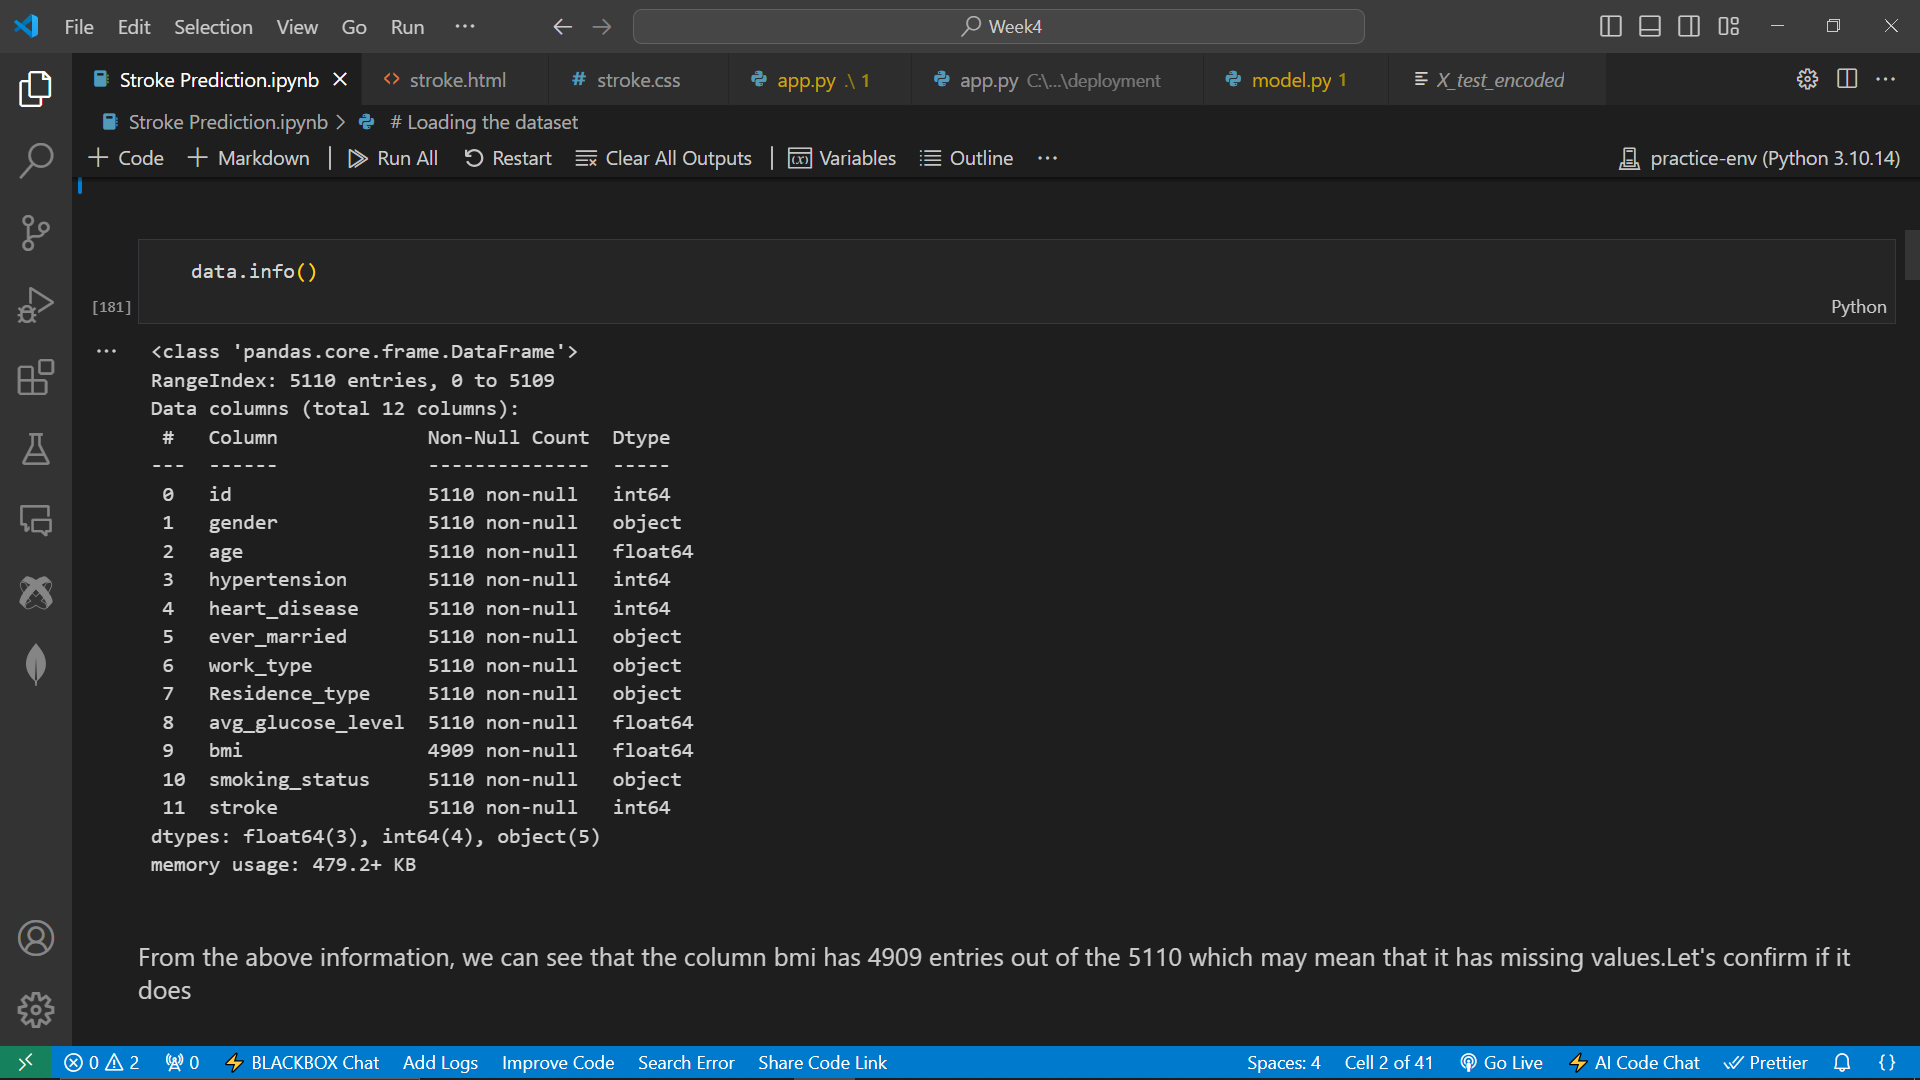 File Edit Selection View Go Run ··· Week4
Stroke Prediction.ipynb stroke.html # stroke.css app.py .\ 1 app.py C:\...\deployment model.py 1 X_test_encoded
Stroke Prediction.ipynb > # Loading the dataset
+ Code + Markdown | Run All Restart Clear All Outputs | Variables Outline ··· practice-env (Python 3.10.14)
data.info()
[181] Python
<class 'pandas.core.frame.DataFrame'>
RangeIndex: 5110 entries, 0 to 5109
Data columns (total 12 columns):
 #   Column             Non-Null Count  Dtype
---  ------             --------------  -----
 0   id                 5110 non-null   int64
 1   gender             5110 non-null   object
 2   age                5110 non-null   float64
 3   hypertension       5110 non-null   int64
 4   heart_disease      5110 non-null   int64
 5   ever_married       5110 non-null   object
 6   work_type          5110 non-null   object
 7   Residence_type     5110 non-null   object
 8   avg_glucose_level  5110 non-null   float64
 9   bmi                4909 non-null   float64
 10  smoking_status     5110 non-null   object
 11  stroke             5110 non-null   int64
dtypes: float64(3), int64(4), object(5)
memory usage: 479.2+ KB
From the above information, we can see that the column bmi has 4909 entries out of the 5110 which may mean that it has missing values.Let's confirm if it
does
0 2 0 BLACKBOX Chat Add Logs Improve Code Search Error Share Code Link Spaces: 4 Cell 2 of 41 Go Live AI Code Chat Prettier {}